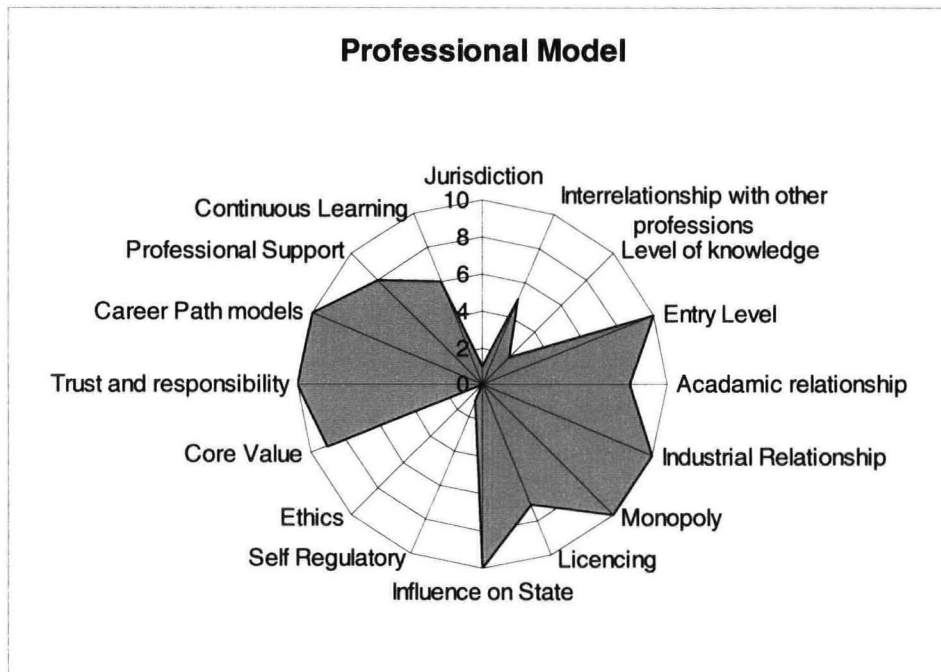 Professional Model
Jurisdiction
Interrelationship with other
professions
Level of knowledge
Entry Level
Acadamic relationship
Industrial Relationship
Monopoly
Licencing
Influence on State
Self Regulatory
Ethics
Core Value
Trust and responsibility
Career Path models
Professional Support
Continuous Learning
10
8
6
4
2
0